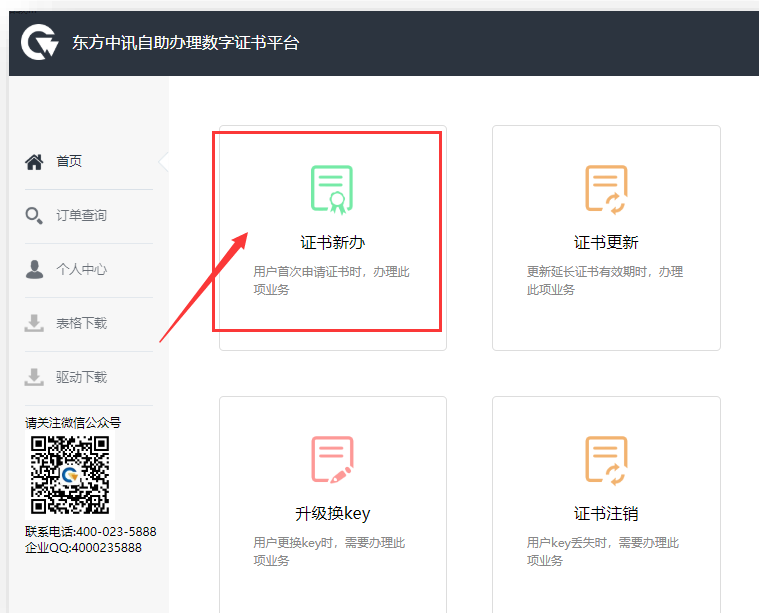 东方中讯自助办理数字证书平台
首页
订单查询
个人中心
表格下载
驱动下载
请关注微信公众号
联系电话:400-023-5888
企业QQ:4000235888
证书新办
用户首次申请证书时，办理此
项业务
证书更新
更新延长证书有效期时，办理
此项业务
升级换key
用户更换key时，需要办理此
项业务
证书注销
用户key丢失时，需要办理此
项业务